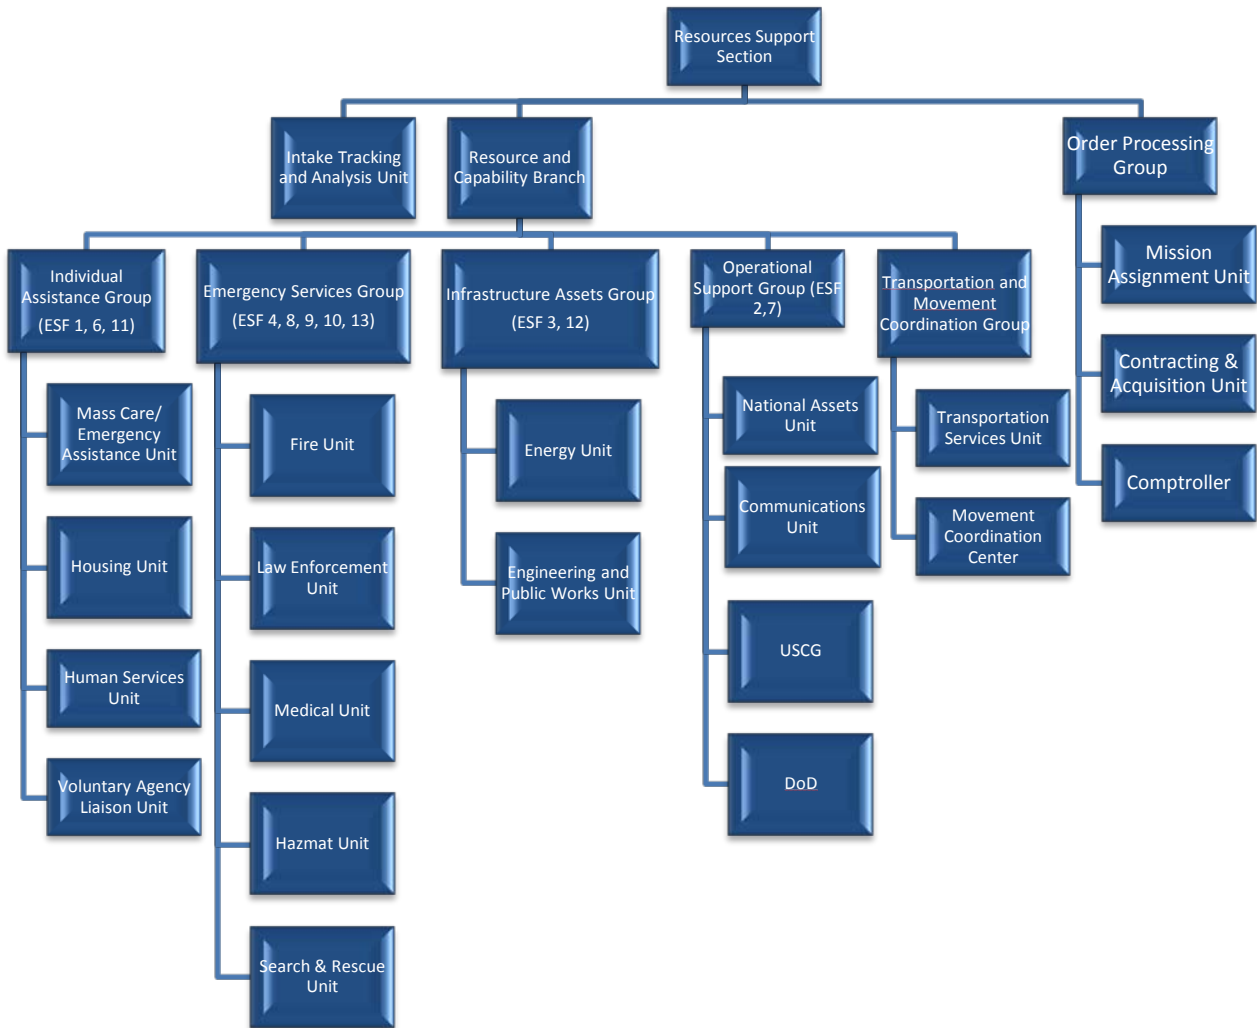 Resources Support
Section
Intake Tracking
and Analysis Unit
Resource and
Capability Branch
Order Processing
Group
Individual
Assistance Group
(ESF 1, 6, 11)
Emergency Services Group
(ESF 4, 8, 9, 10, 13)
Infrastructure Assets Group
(ESF 3, 12)
Operational
Support Group (ESF
2,7)
Transportation and
Movement
Coordination Group
Mission
Assignment Unit
Contracting &
Acquisition Unit
Comptroller
Mass Care/
Emergency
Assistance Unit
Housing Unit
Human Services
Unit
Voluntary Agency
Liaison Unit
Fire Unit
Law Enforcement
Unit
Medical Unit
Hazmat Unit
Search & Rescue
Unit
Energy Unit
Engineering and
Public Works Unit
National Assets
Unit
Communications
Unit
USCG
DoD
Transportation
Services Unit
Movement
Coordination
Center